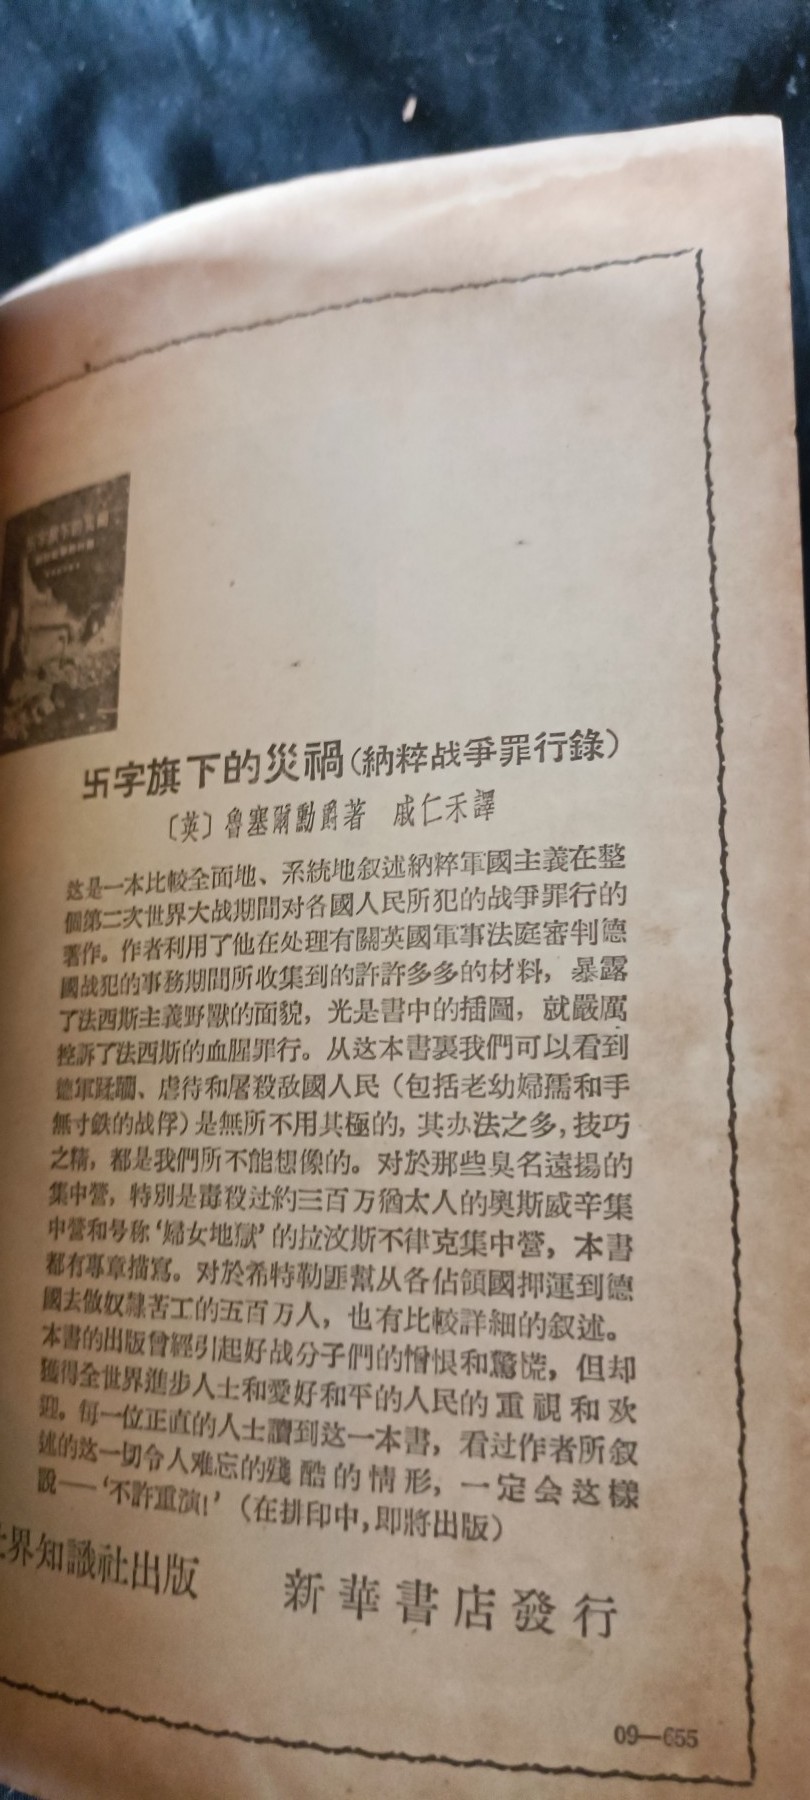 卐字旗下的災禍(納粹战爭罪行錄)
〔英〕魯塞爾勳爵著 戚仁禾譯
这是一本比較全面地、系統地叙述納粹軍國主義在整
個第二次世界大战期間对各國人民所犯的战爭罪行的
著作。作者利用了他在处理有關英國軍事法庭審判德
國战犯的事務期間所收集到的許許多多的材料，暴露
了法西斯主義野獸的面貌，光是書中的插圖，就嚴厲
控訴了法西斯的血腥罪行。从这本書裏我們可以看到
德軍蹂躪、虐待和屠殺敌國人民（包括老幼婦孺和手
無寸鉄的战俘）是無所不用其極的，其办法之多，技巧
之精，都是我們所不能想像的。对於那些臭名遠揚的
集中營，特別是毒殺过約三百万猶太人的奥斯威辛集
中營和号称‘婦女地獄’的拉汶斯不律克集中營，本書
都有專章描寫。对於希特勒匪幫从各佔領國押運到德
國去做奴隸苦工的五百万人，也有比較詳細的叙述。
本書的出版曾經引起好战分子們的憎恨和驚慌，但却
獲得全世界進步人士和愛好和平的人民的重視和欢
迎。每一位正直的人士讀到这一本書，看过作者所叙
述的这一切令人难忘的殘酷的情形，一定会这樣
說——‘不許重演!’（在排印中，即將出版）
界知識社出版 新華書店發行
09—655